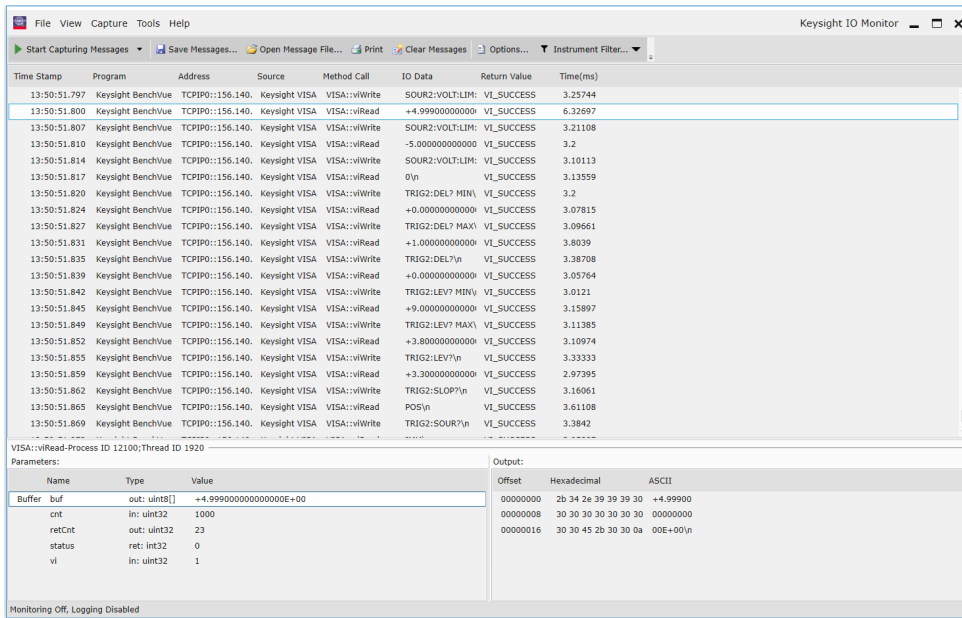 File View Capture Tools Help Keysight IO Monitor
Start Capturing Messages Save Messages... Open Message File... Print Clear Messages Options... Instrument Filter...
Time Stamp Program Address Source Method Call IO Data Return Value Time(ms)
13:50:51.797 Keysight BenchVue TCPIP0::156.140. Keysight VISA VISA::viWrite SOUR2:VOLT:LIM: VI_SUCCESS 3.25744
13:50:51.800 Keysight BenchVue TCPIP0::156.140. Keysight VISA VISA::viRead +4.99900000000 VI_SUCCESS 6.32697
13:50:51.807 Keysight BenchVue TCPIP0::156.140. Keysight VISA VISA::viWrite SOUR2:VOLT:LIM: VI_SUCCESS 3.21108
13:50:51.810 Keysight BenchVue TCPIP0::156.140. Keysight VISA VISA::viRead -5.000000000000 VI_SUCCESS 3.2
13:50:51.814 Keysight BenchVue TCPIP0::156.140. Keysight VISA VISA::viWrite SOUR2:VOLT:LIM: VI_SUCCESS 3.10113
13:50:51.817 Keysight BenchVue TCPIP0::156.140. Keysight VISA VISA::viRead 0\n VI_SUCCESS 3.13559
13:50:51.820 Keysight BenchVue TCPIP0::156.140. Keysight VISA VISA::viWrite TRIG2:DEL? MIN\ VI_SUCCESS 3.2
13:50:51.824 Keysight BenchVue TCPIP0::156.140. Keysight VISA VISA::viRead +0.00000000000 VI_SUCCESS 3.07815
13:50:51.827 Keysight BenchVue TCPIP0::156.140. Keysight VISA VISA::viWrite TRIG2:DEL? MAX\ VI_SUCCESS 3.09661
13:50:51.831 Keysight BenchVue TCPIP0::156.140. Keysight VISA VISA::viRead +1.00000000000 VI_SUCCESS 3.8039
13:50:51.835 Keysight BenchVue TCPIP0::156.140. Keysight VISA VISA::viWrite TRIG2:DEL?\n VI_SUCCESS 3.38708
13:50:51.839 Keysight BenchVue TCPIP0::156.140. Keysight VISA VISA::viRead +0.00000000000 VI_SUCCESS 3.05764
13:50:51.842 Keysight BenchVue TCPIP0::156.140. Keysight VISA VISA::viWrite TRIG2:LEV? MIN\ VI_SUCCESS 3.0121
13:50:51.845 Keysight BenchVue TCPIP0::156.140. Keysight VISA VISA::viRead +9.00000000000 VI_SUCCESS 3.15897
13:50:51.849 Keysight BenchVue TCPIP0::156.140. Keysight VISA VISA::viWrite TRIG2:LEV? MAX\ VI_SUCCESS 3.11385
13:50:51.852 Keysight BenchVue TCPIP0::156.140. Keysight VISA VISA::viRead +3.80000000000 VI_SUCCESS 3.10974
13:50:51.855 Keysight BenchVue TCPIP0::156.140. Keysight VISA VISA::viWrite TRIG2:LEV?\n VI_SUCCESS 3.33333
13:50:51.859 Keysight BenchVue TCPIP0::156.140. Keysight VISA VISA::viRead +3.30000000000 VI_SUCCESS 2.97395
13:50:51.862 Keysight BenchVue TCPIP0::156.140. Keysight VISA VISA::viWrite TRIG2:SLOP?\n VI_SUCCESS 3.16061
13:50:51.865 Keysight BenchVue TCPIP0::156.140. Keysight VISA VISA::viRead POS\n VI_SUCCESS 3.61108
13:50:51.869 Keysight BenchVue TCPIP0::156.140. Keysight VISA VISA::viWrite TRIG2:SOUR?\n VI_SUCCESS 3.3842
VISA::viRead-Process ID 12100;Thread ID 1920
Parameters: Output:
Name Type Value Offset Hexadecimal ASCII
Buffer buf out: uint8[] +4.999000000000000E+00 00000000 2b 34 2e 39 39 39 30 30 +4.99900
cnt in: uint32 1000 00000008 30 30 30 30 30 30 30 30 00000000
retCnt out: uint32 23 00000016 30 30 45 2b 30 30 0a 00E+00\n
status ret: int32 0
vi in: uint32 1
Monitoring Off, Logging Disabled